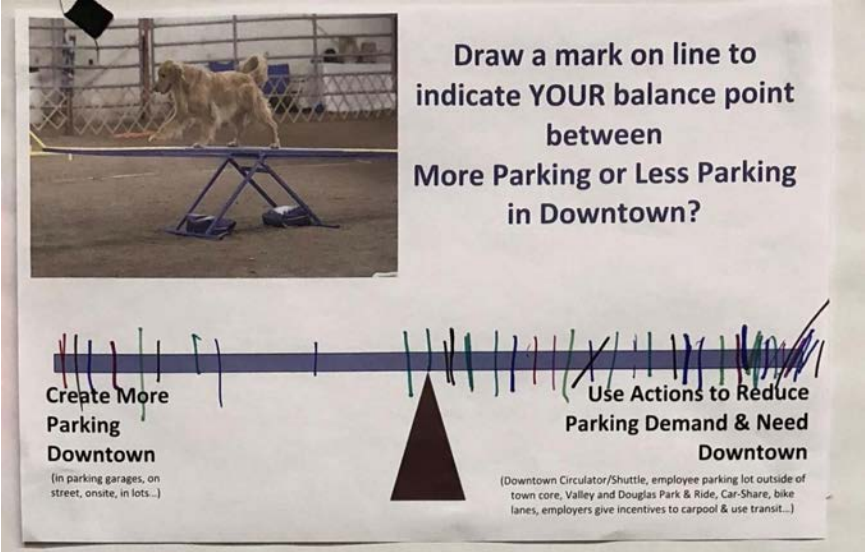 Draw a mark on line to
indicate YOUR balance point
between
More Parking or Less Parking
in Downtown?
Create More
Parking
Downtown
(in parking garages, on
street, onsite, in lots...)
Use Actions to Reduce
Parking Demand & Need
Downtown
(Downtown Circulator/Shuttle, employee parking lot outside of
town core, Valley and Douglas Park & Ride, Car-Share, bike
lanes, employers give incentives to carpool & use transit...)